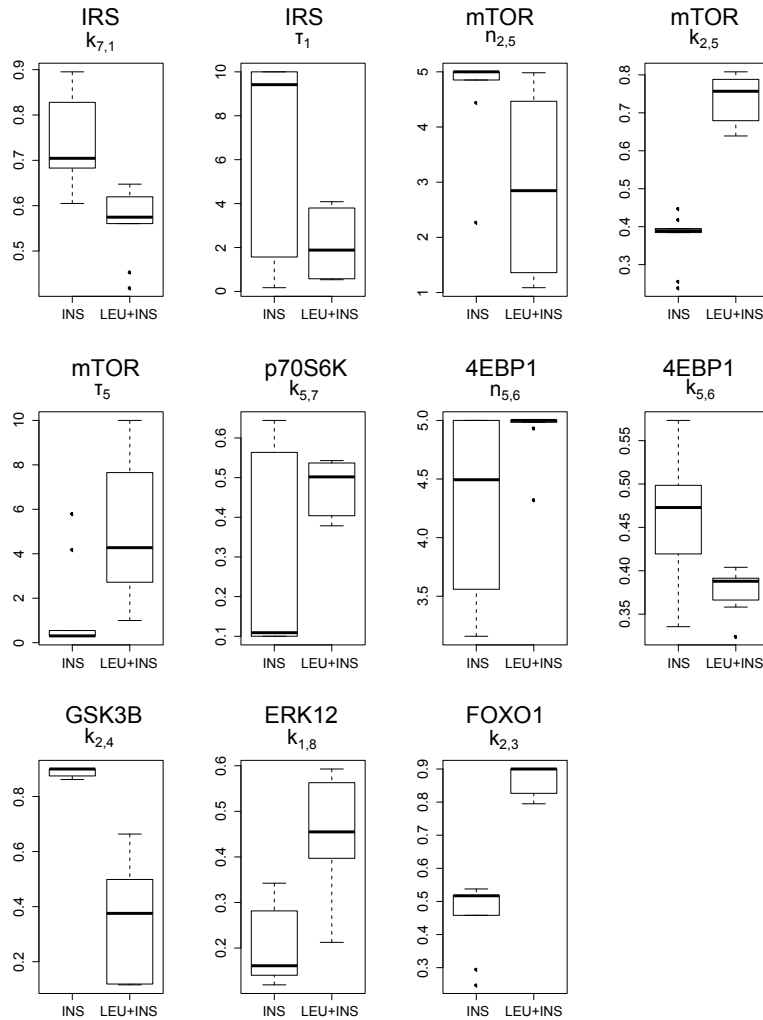 IRS
k7,1
0.9
0.8
0.7
0.6
0.5
INS LEU+INS
IRS
τ1
10
8
6
4
2
0
INS LEU+INS
mTOR
n2,5
5
4
3
2
1
INS LEU+INS
mTOR
k2,5
0.8
0.7
0.6
0.5
0.4
0.3
INS LEU+INS
mTOR
τ5
10
8
6
4
2
0
INS LEU+INS
p70S6K
k5,7
0.6
0.5
0.4
0.3
0.2
0.1
INS LEU+INS
4EBP1
n5,6
5.0
4.5
4.0
3.5
INS LEU+INS
4EBP1
k5,6
0.55
0.50
0.45
0.40
0.35
INS LEU+INS
GSK3B
k2,4
0.8
0.6
0.4
0.2
INS LEU+INS
ERK12
k1,8
0.6
0.5
0.4
0.3
0.2
INS LEU+INS
FOXO1
k2,3
0.9
0.8
0.7
0.6
0.5
0.4
0.3
INS LEU+INS